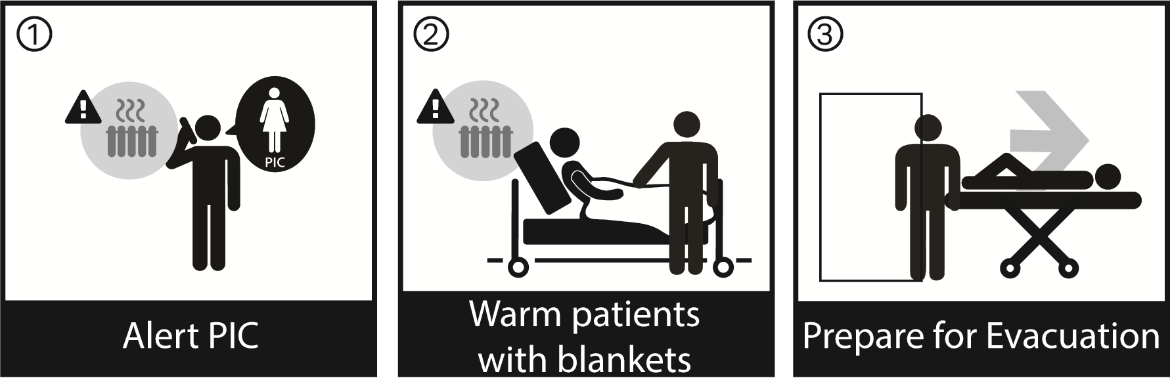 ①
PIC
Alert PIC
②
Warm patients
with blankets
③
Prepare for Evacuation